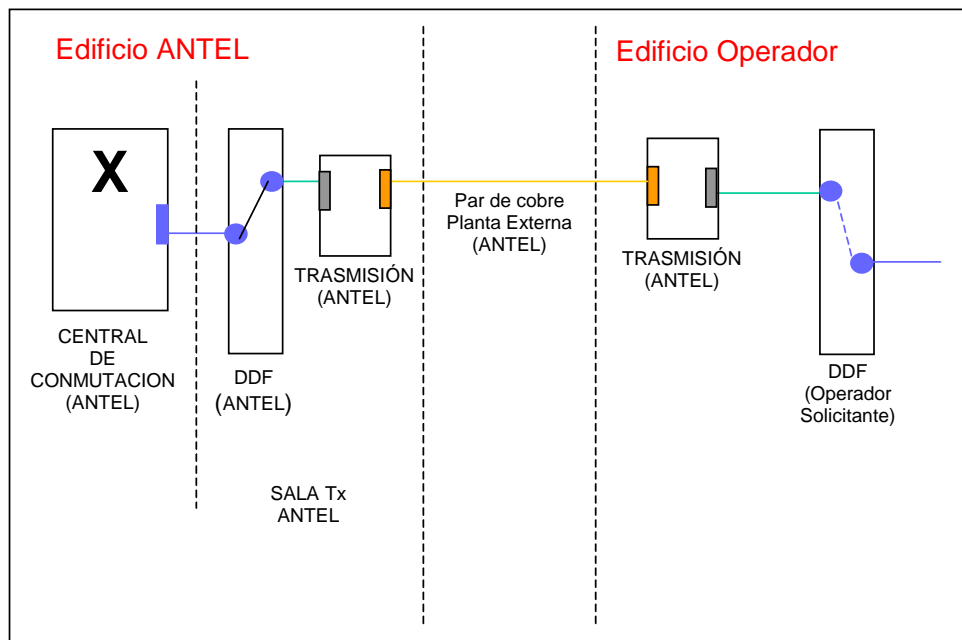 Edificio ANTEL
Edificio Operador
X
Par de cobre
Planta Externa
(ANTEL)
TRASMISIÓN
(ANTEL)
TRASMISIÓN
(ANTEL)
CENTRAL
DE
CONMUTACION
(ANTEL)
DDF
(ANTEL)
DDF
(Operador
Solicitante)
SALA Tx
ANTEL